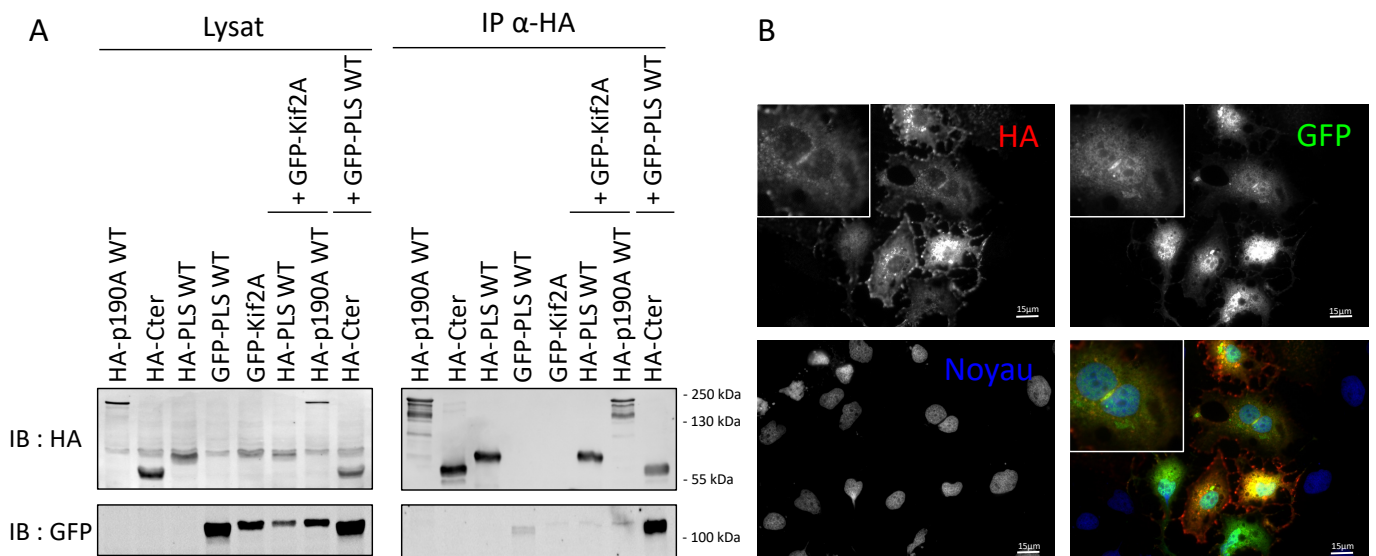 A
Lysat
IP α-HA
B
+ GFP-Kif2A
+ GFP-PLS WT
+ GFP-Kif2A
+ GFP-PLS WT
HA-p190A WT
HA-Cter
HA-PLS WT
GFP-PLS WT
GFP-Kif2A
HA-PLS WT
HA-p190A WT
HA-Cter
HA-p190A WT
HA-Cter
HA-PLS WT
GFP-PLS WT
GFP-Kif2A
HA-PLS WT
HA-p190A WT
HA-Cter
IB : HA
- 250 kDa
- 130 kDa
- 55 kDa
IB : GFP
- 100 kDa
HA
15µm
GFP
15µm
Noyau
15µm
15µm